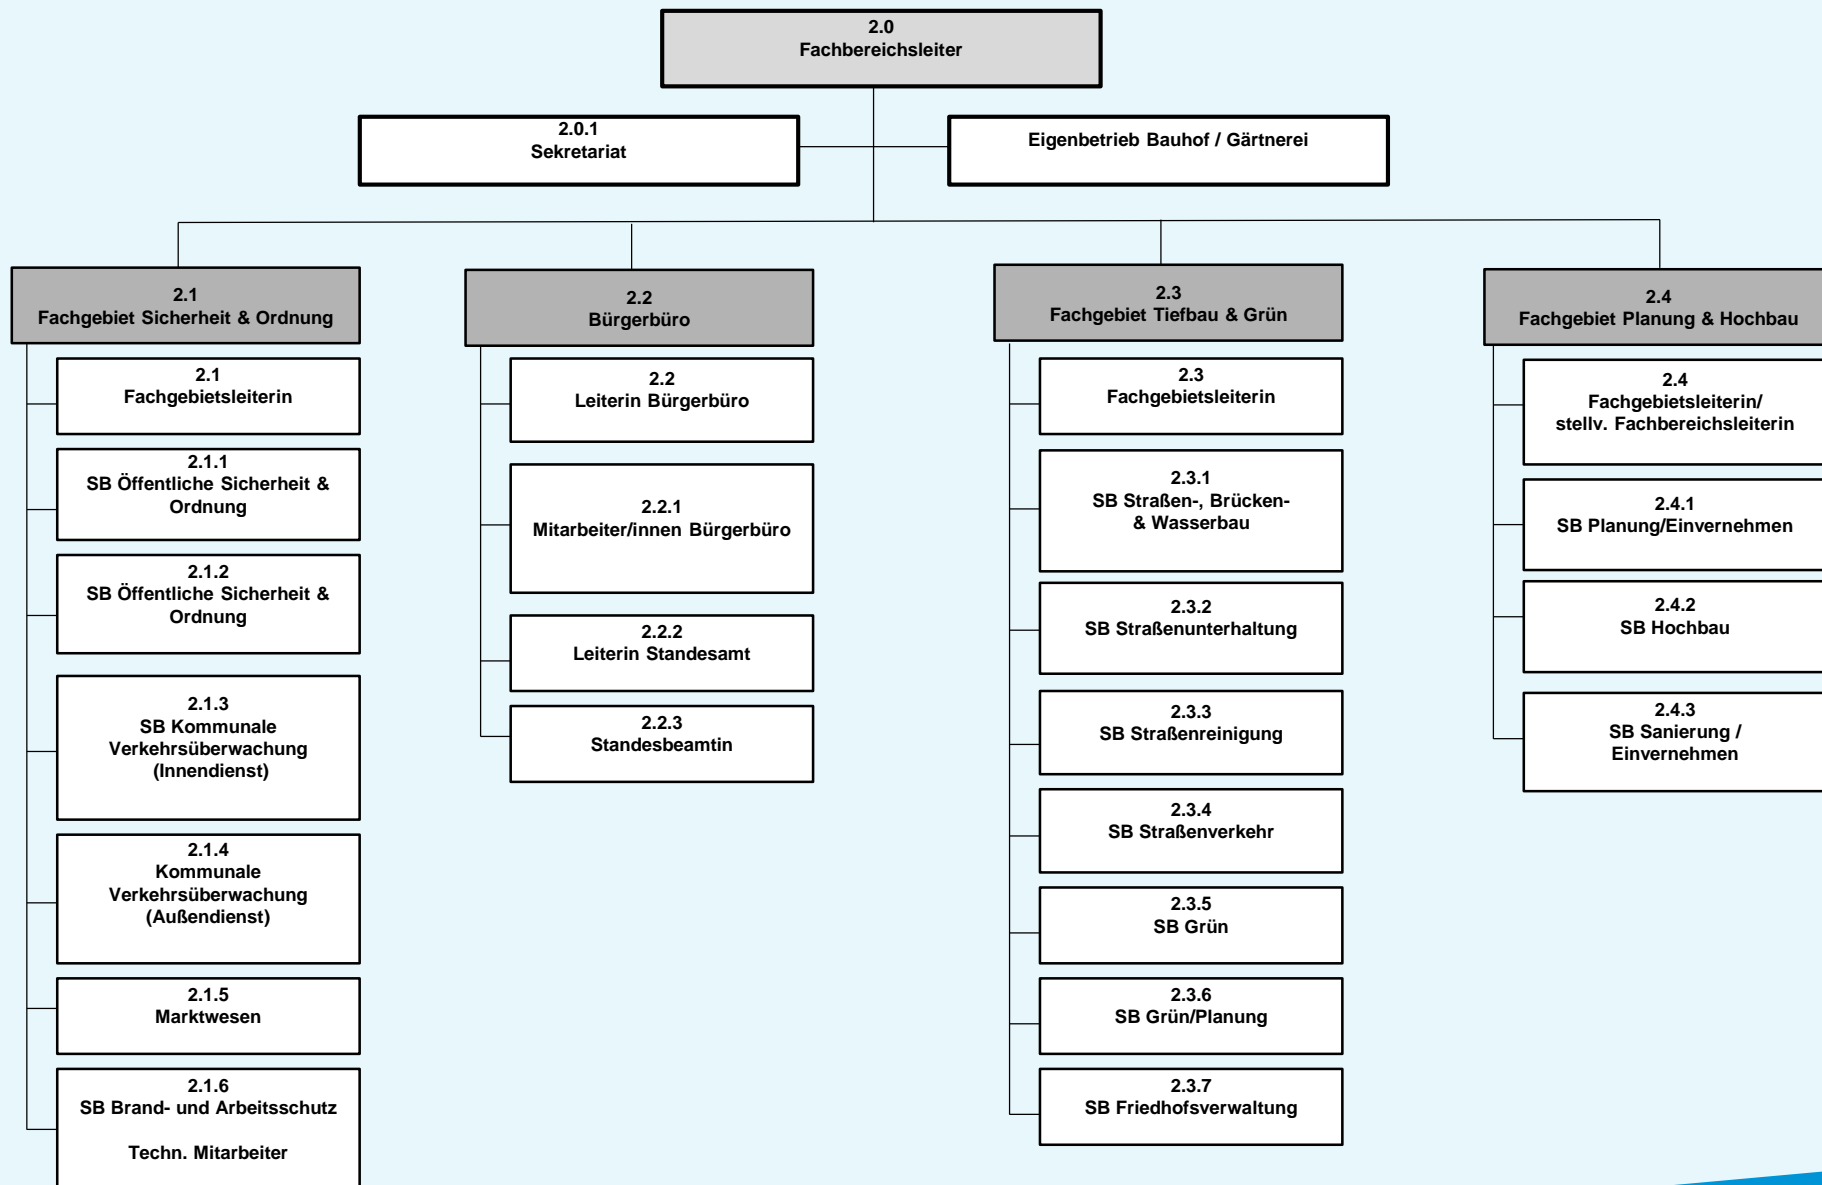 2.0
Fachbereichsleiter
2.0.1
Sekretariat
Eigenbetrieb Bauhof / Gärtnerei
2.1
Fachgebiet Sicherheit & Ordnung
2.1
Fachgebietsleiterin
2.1.1
SB Öffentliche Sicherheit &
Ordnung
2.1.2
SB Öffentliche Sicherheit &
Ordnung
2.1.3
SB Kommunale
Verkehrsüberwachung
(Innendienst)
2.1.4
Kommunale
Verkehrsüberwachung
(Außendienst)
2.1.5
Marktwesen
2.1.6
SB Brand- und Arbeitsschutz
Techn. Mitarbeiter
2.2
Bürgerbüro
2.2
Leiterin Bürgerbüro
2.2.1
Mitarbeiter/innen Bürgerbüro
2.2.2
Leiterin Standesamt
2.2.3
Standesbeamtin
2.3
Fachgebiet Tiefbau & Grün
2.3
Fachgebietsleiterin
2.3.1
SB Straßen-, Brücken-
& Wasserbau
2.3.2
SB Straßenunterhaltung
2.3.3
SB Straßenreinigung
2.3.4
SB Straßenverkehr
2.3.5
SB Grün
2.3.6
SB Grün/Planung
2.3.7
SB Friedhofsverwaltung
2.4
Fachgebiet Planung & Hochbau
2.4
Fachgebietsleiterin/
stellv. Fachbereichsleiterin
2.4.1
SB Planung/Einvernehmen
2.4.2
SB Hochbau
2.4.3
SB Sanierung /
Einvernehmen